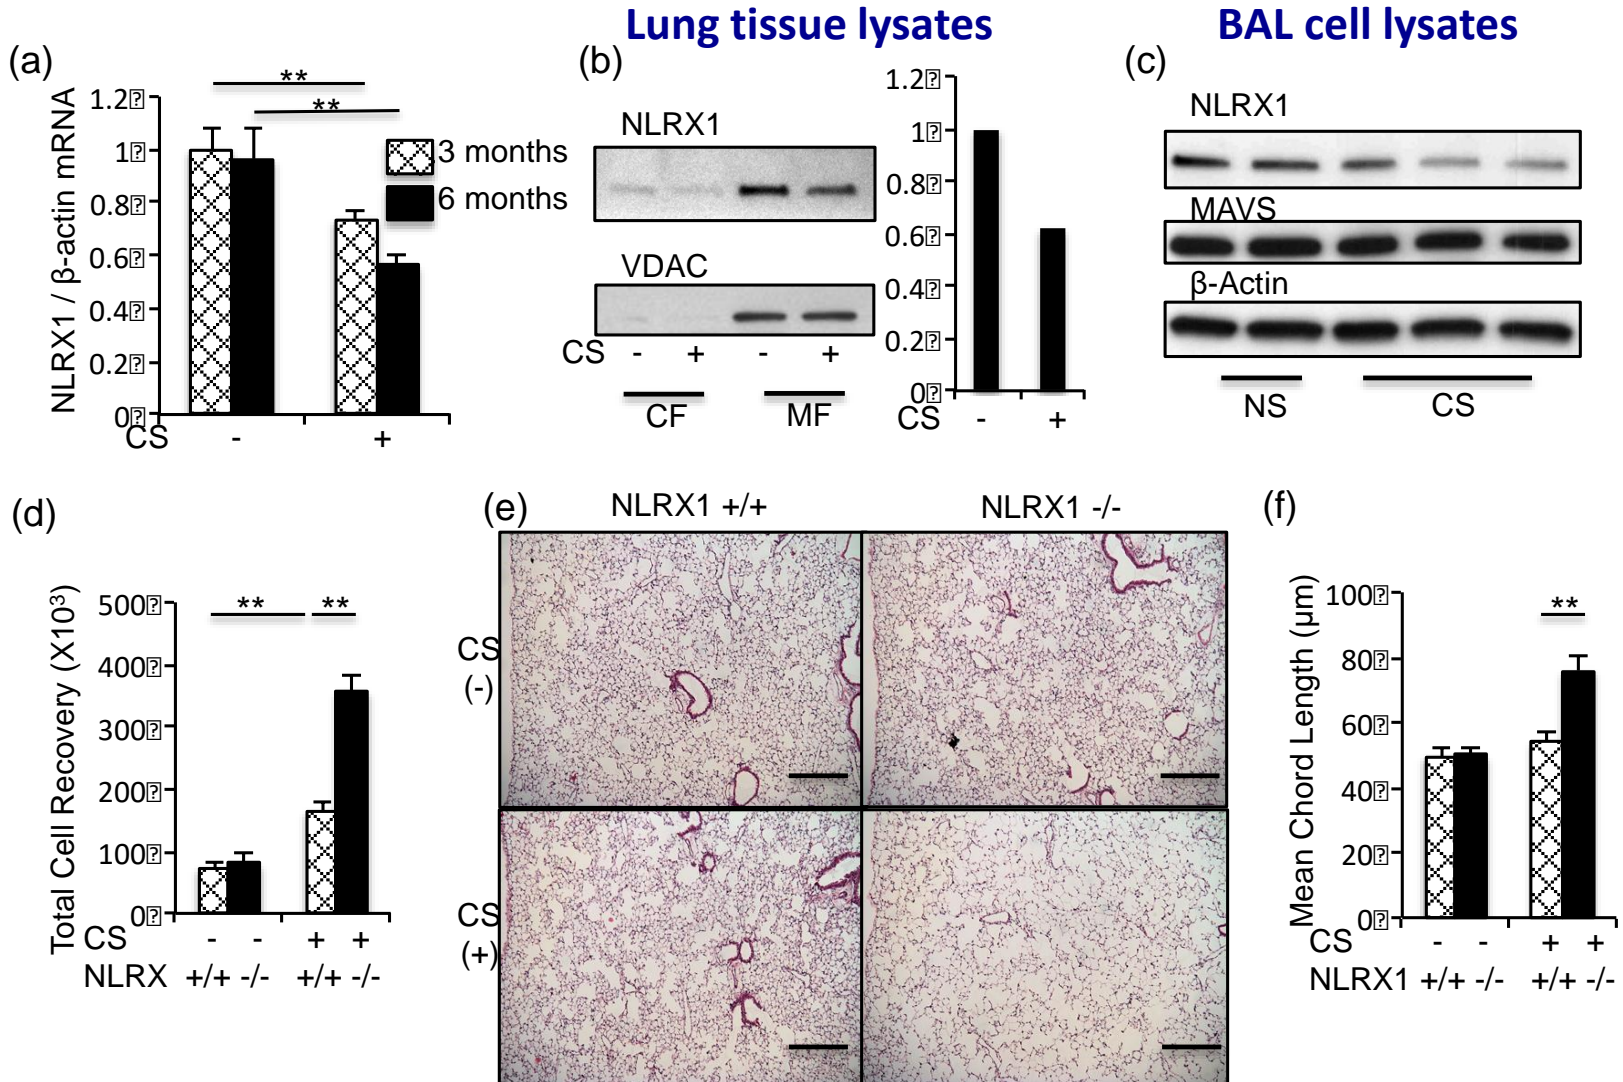 Lung tissue lysates
BAL cell lysates
(a)
**
**
NLRX1 / β-actin mRNA
1.2
1
0.8
0.6
0.4
0.2
0
3 months
6 months
CS - +
(b)
NLRX1
VDAC
CS - + - +
CF MF
1.2
1
0.8
0.6
0.4
0.2
0
CS - +
(c)
NLRX1
MAVS
β-Actin
NS CS
(d)
** **
Total Cell Recovery (X10³)
500
400
300
200
100
0
CS - - + +
NLRX +/+ -/- +/+ -/-
(e)
NLRX1 +/+ NLRX1 -/-
CS
(-)
CS
(+)
(f)
**
Mean Chord Length (μm)
100
80
60
40
20
0
CS - - + +
NLRX1 +/+ -/- +/+ -/-